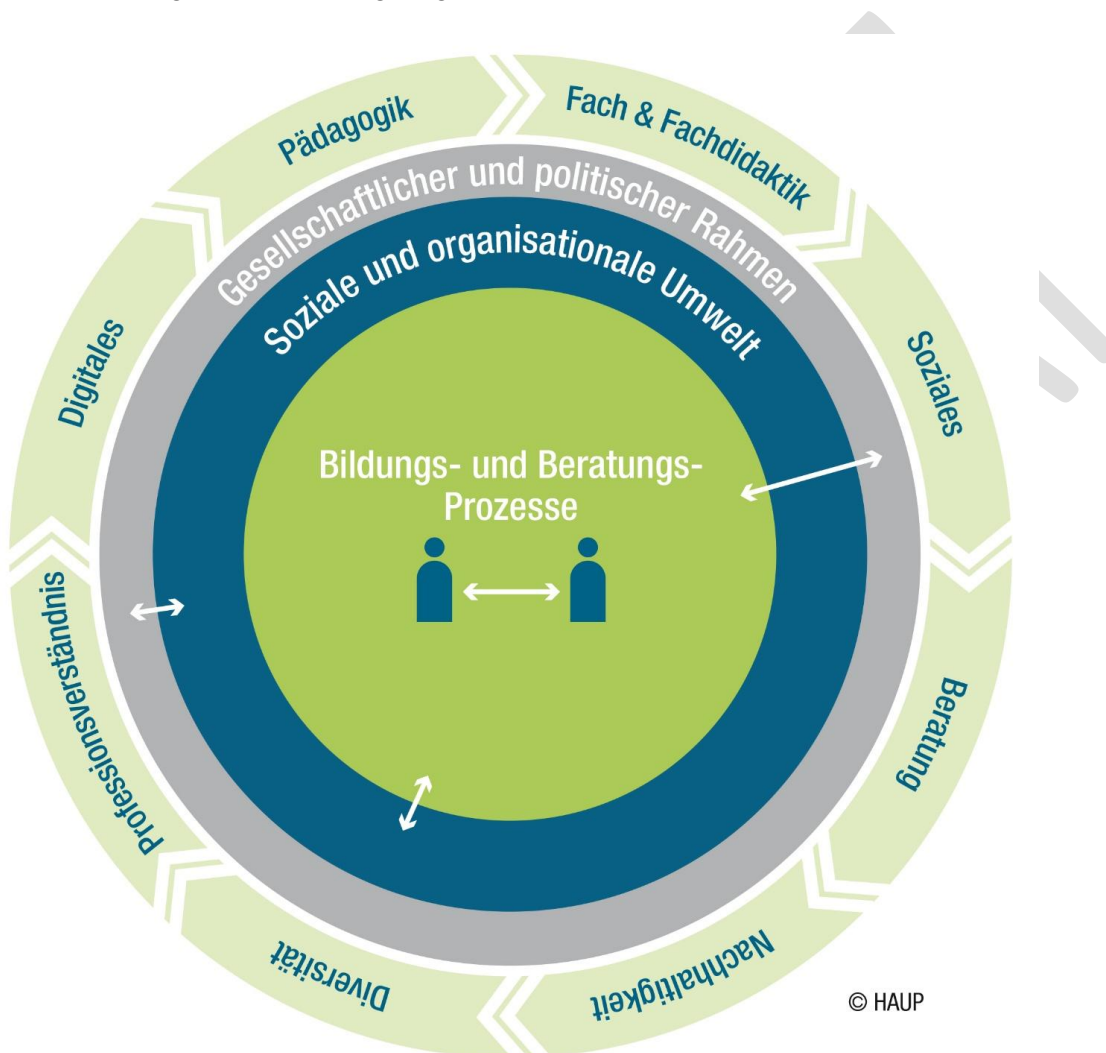 Pädagogik
Fach & Fachdidaktik
Soziales
Beratung
Nachhaltigkeit
Diversität
Professionsverständnis
Digitales
Gesellschaftlicher und politischer Rahmen
Soziale und organisationale Umwelt
Bildungs- und Beratungs-
Prozesse
© HAUP